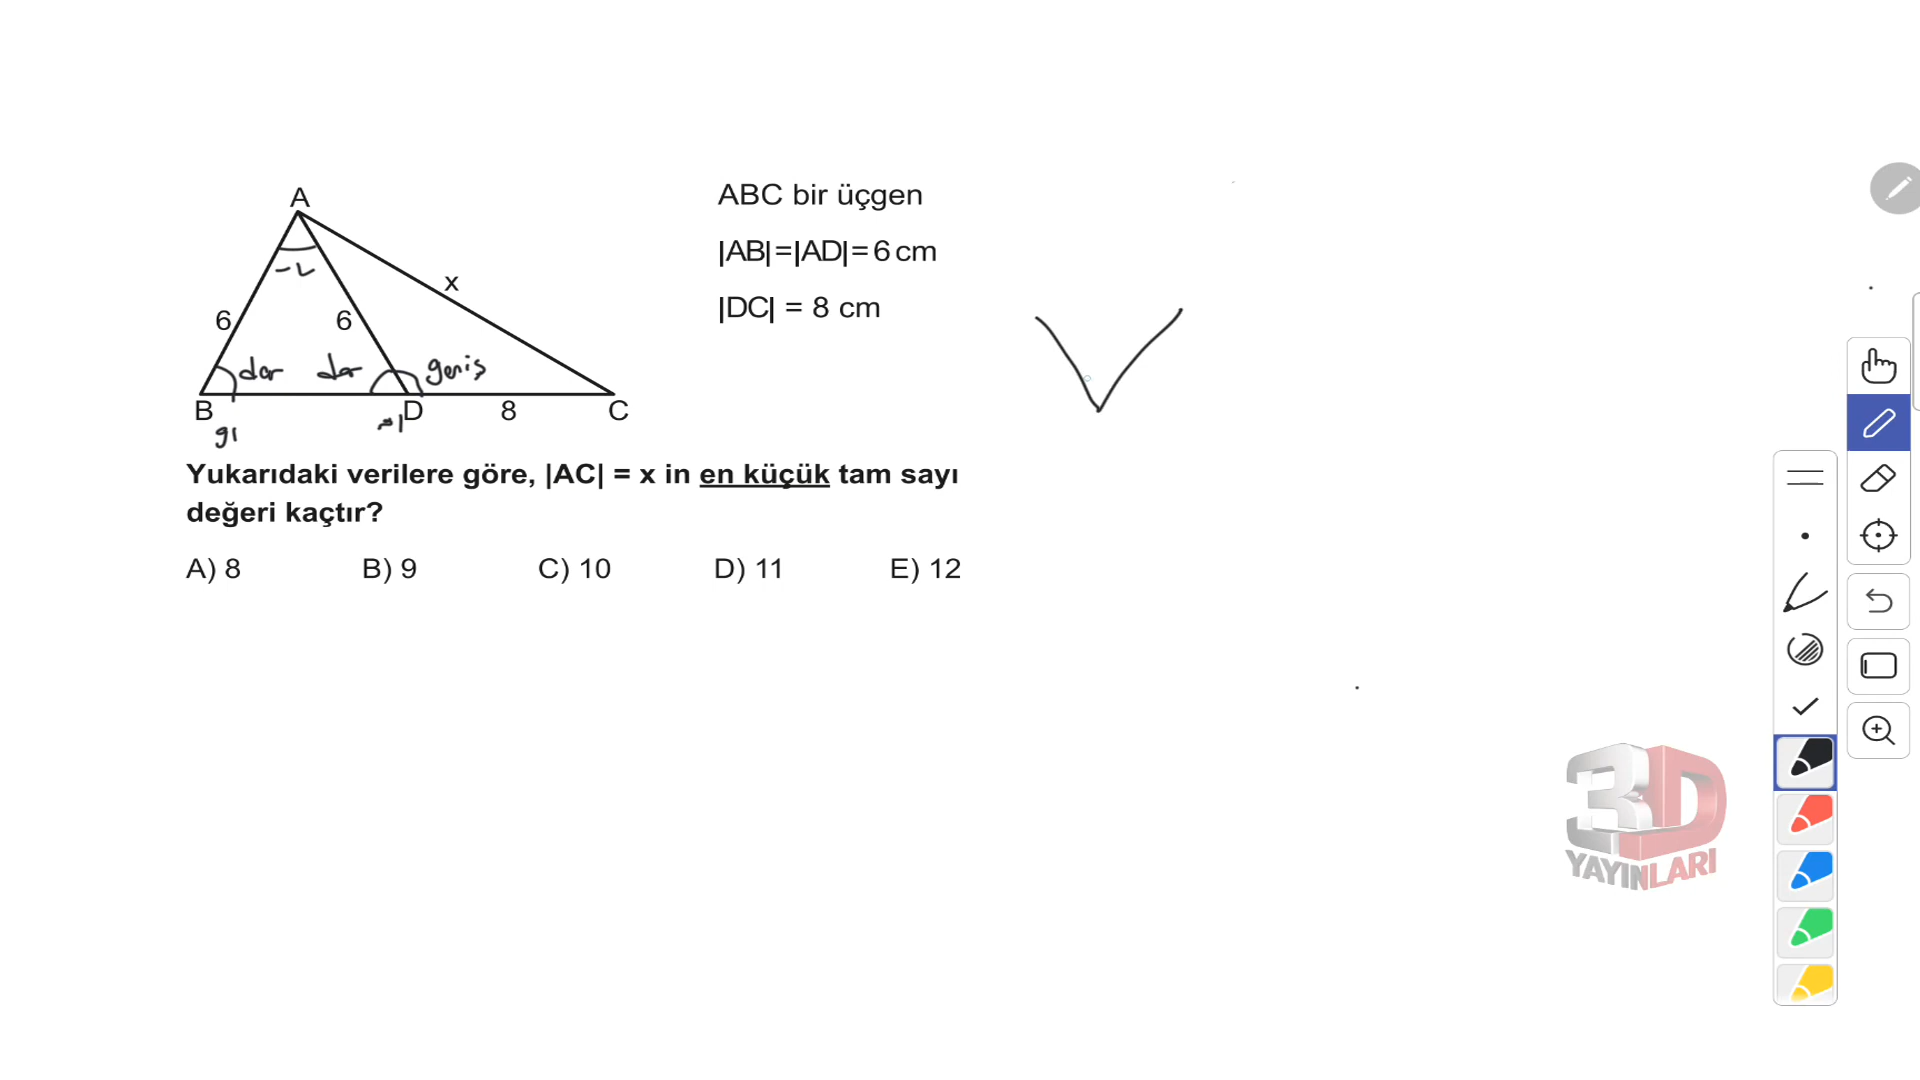 A
ABC bir üçgen
|AB|=|AD|=6 cm
|DC| = 8 cm
x
6
6
dar
dar
geniş
B
D
8
C
Yukarıdaki verilere göre, |AC| = x in en küçük tam sayı
değeri kaçtır?
A) 8 B) 9 C) 10 D) 11 E) 12
3D
YAYINLARI